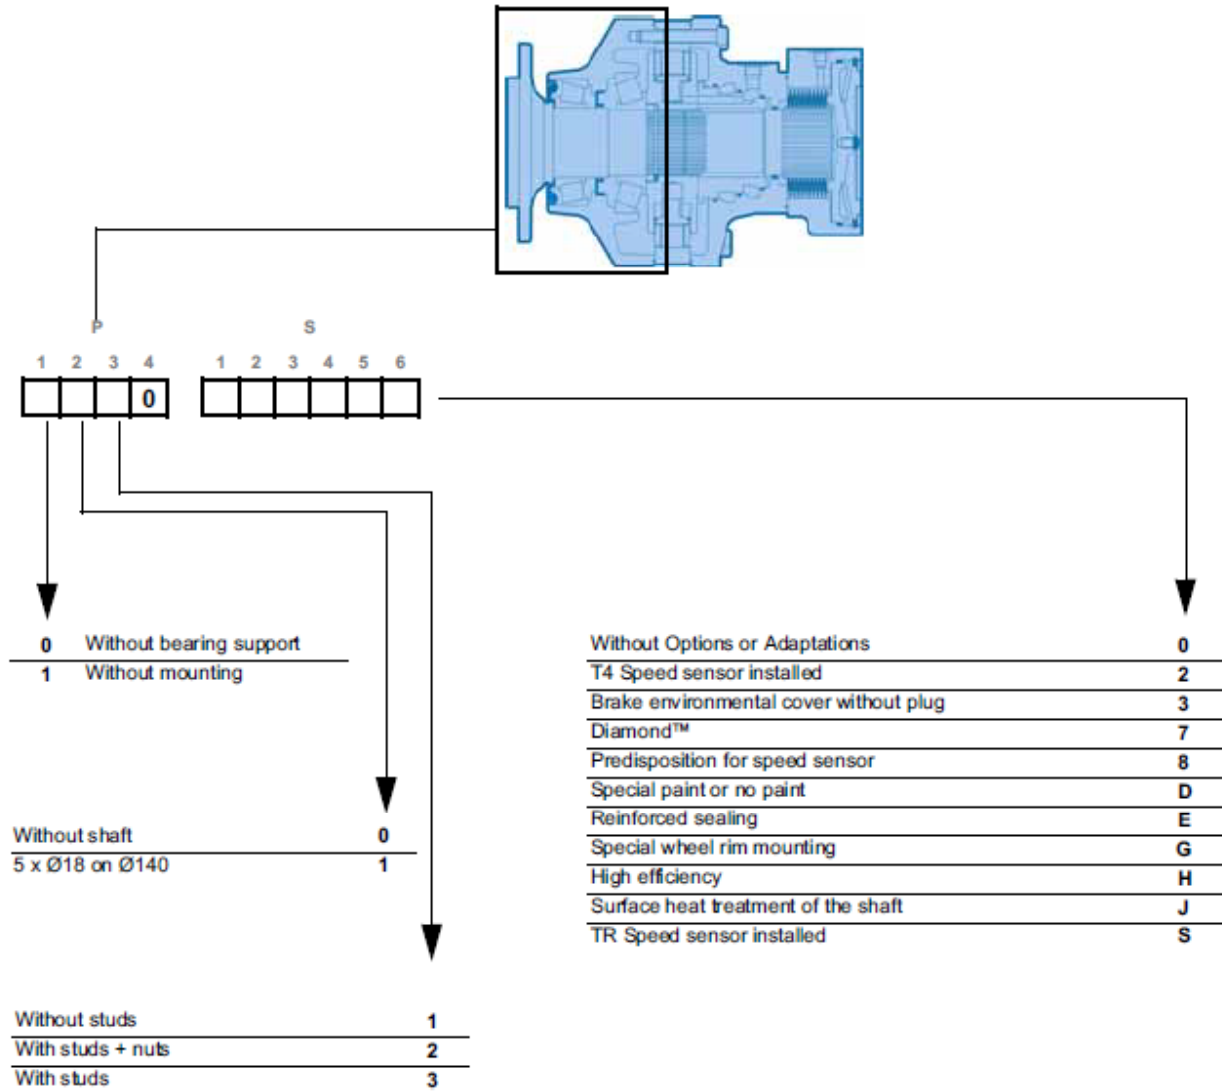 P S
1 2 3 4 1 2 3 4 5 6
0
0 Without bearing support
1 Without mounting
Without shaft 0
5 x Ø18 on Ø140 1
Without studs 1
With studs + nuts 2
With studs 3
Without Options or Adaptations 0
T4 Speed sensor installed 2
Brake environmental cover without plug 3
Diamond™ 7
Predisposition for speed sensor 8
Special paint or no paint D
Reinforced sealing E
Special wheel rim mounting G
High efficiency H
Surface heat treatment of the shaft J
TR Speed sensor installed S